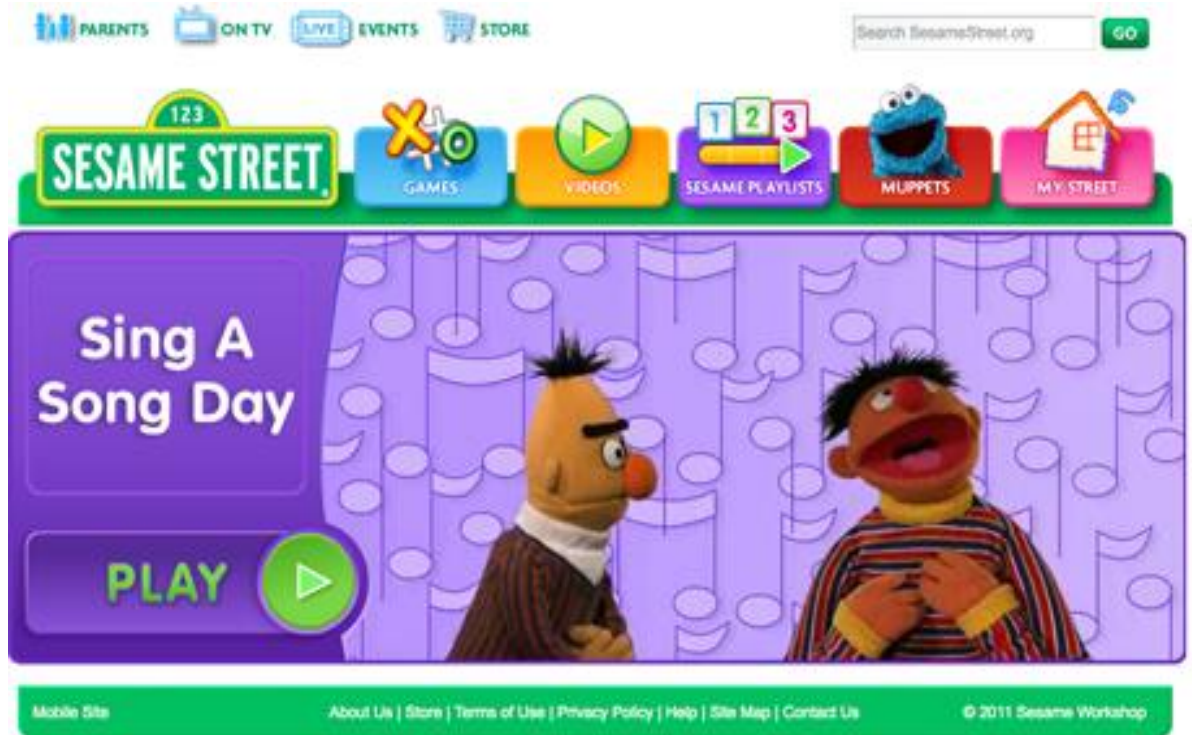 PARENTS ON TV LIVE EVENTS STORE Search SesameStreet.org GO
123
SESAME STREET
GAMES VIDEOS 1 2 3 SESAME PLAYLISTS MUPPETS MY STREET
Sing A
Song Day
PLAY
Mobile Site About Us | Store | Terms of Use | Privacy Policy | Help | Site Map | Contact Us © 2011 Sesame Workshop